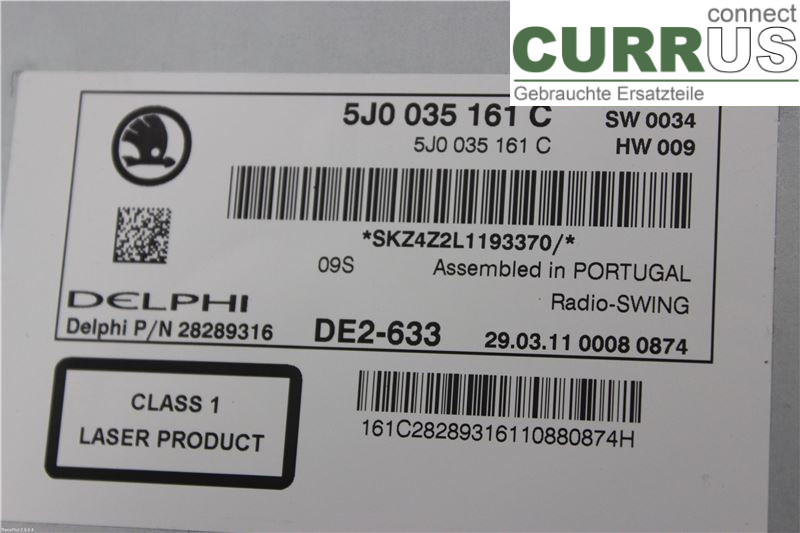 connect
CURRUS
Gebrauchte Ersatzteile
5J0 035 161 C SW 0034
5J0 035 161 C HW 009
*SKZ4Z2L1193370/*
09S Assembled in PORTUGAL
DELPHI Radio-SWING
Delphi P/N 28289316 DE2-633 29.03.11 0008 0874
CLASS 1
LASER PRODUCT
161C28289316110880874H